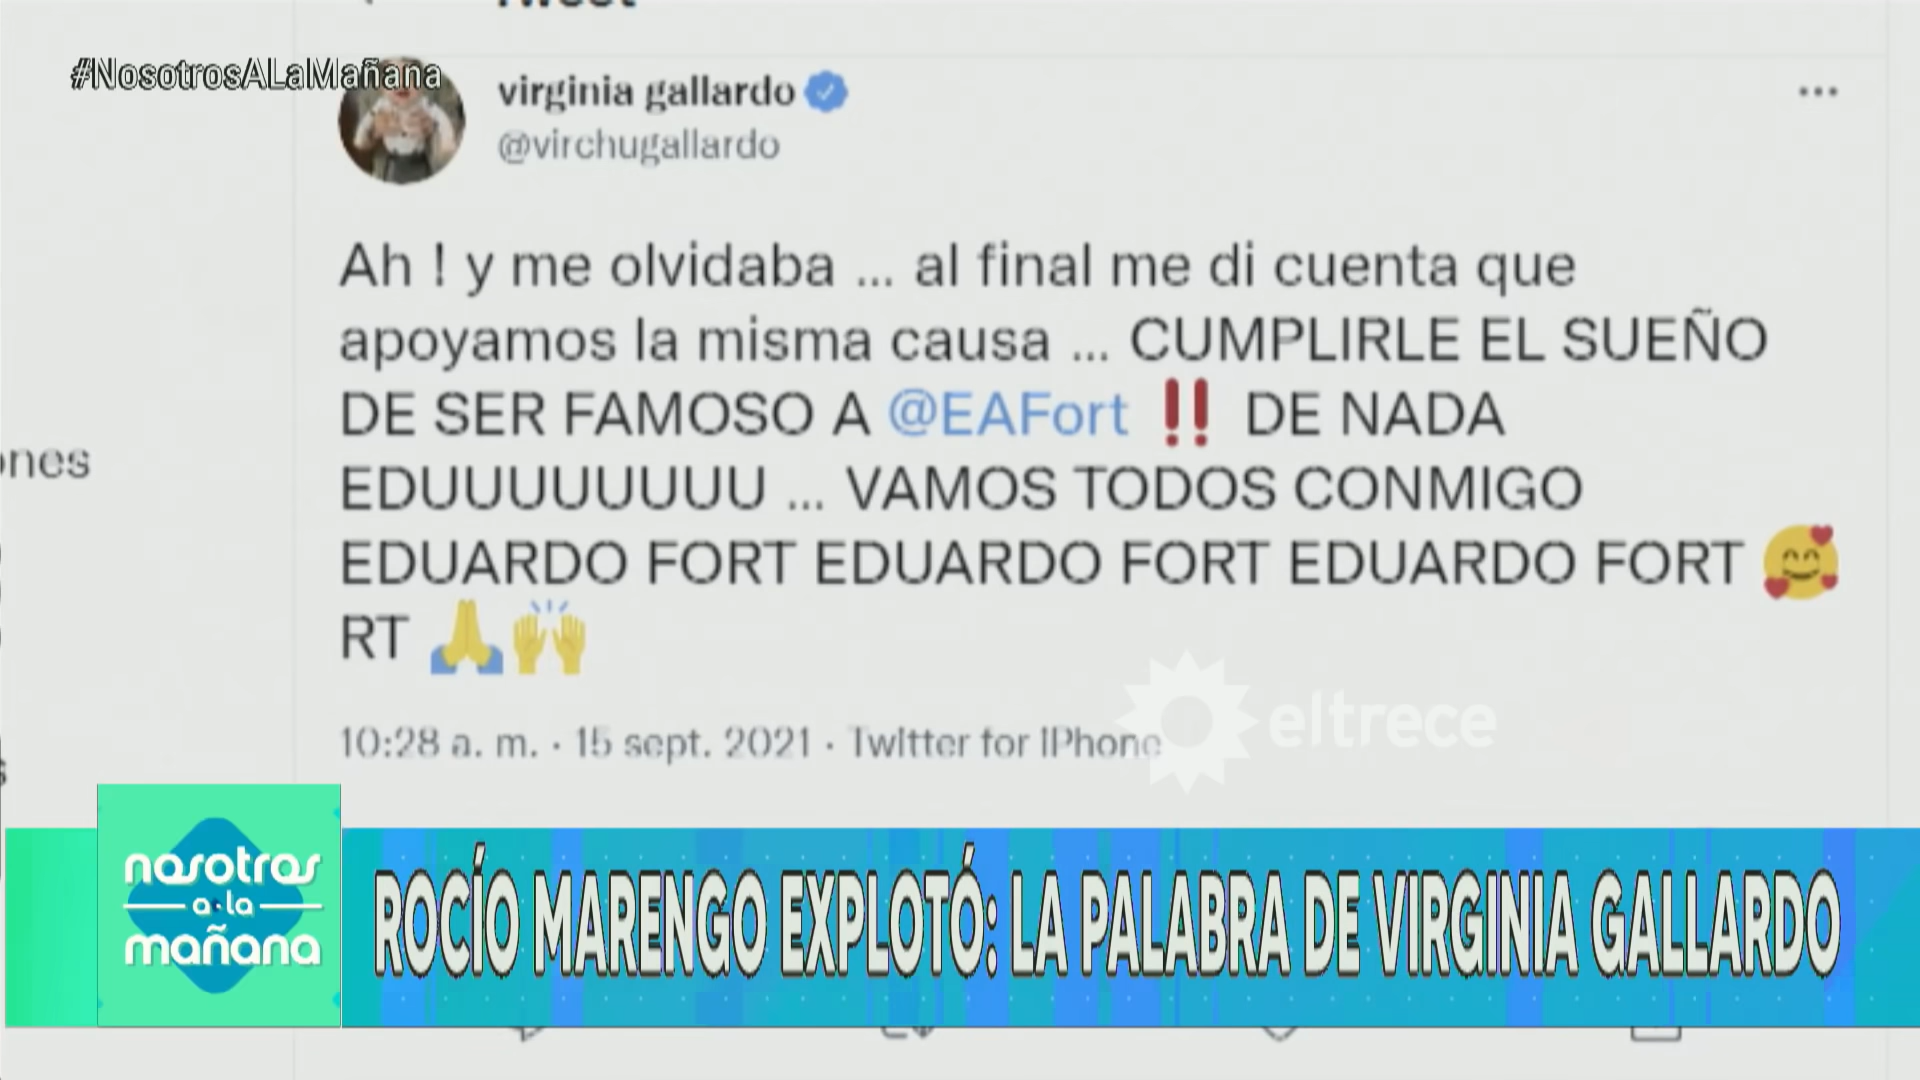 Tweet
#NosotrosALaMañana
virginia gallardo
@virchugallardo
Ah ! y me olvidaba ... al final me di cuenta que
apoyamos la misma causa ... CUMPLIRLE EL SUEÑO
DE SER FAMOSO A @EAFort ‼️ DE NADA
EDUUUUUUUU ... VAMOS TODOS CONMIGO
EDUARDO FORT EDUARDO FORT EDUARDO FORT 🥰
RT 🙏🙌
10:28 a. m. · 15 sept. 2021 · Twitter for iPhone
eltrece
nosotros
a la
mañana
ROCÍO MARENGO EXPLOTÓ: LA PALABRA DE VIRGINIA GALLARDO